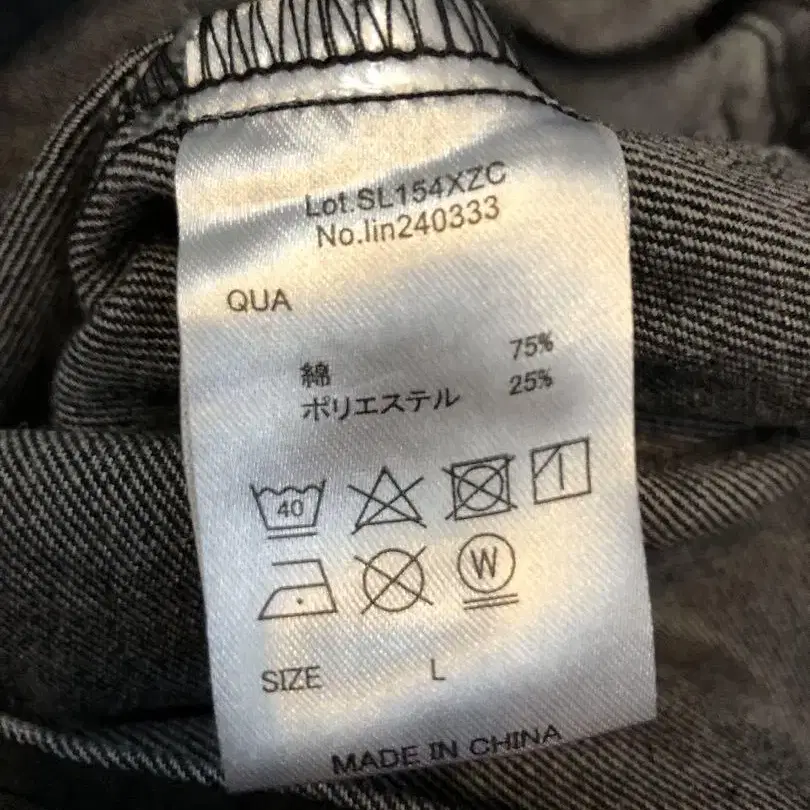 Lot.SL154XZC
No.lin240333
QUA
綿 75%
ポリエステル 25%
40
W
SIZE L
MADE IN CHINA